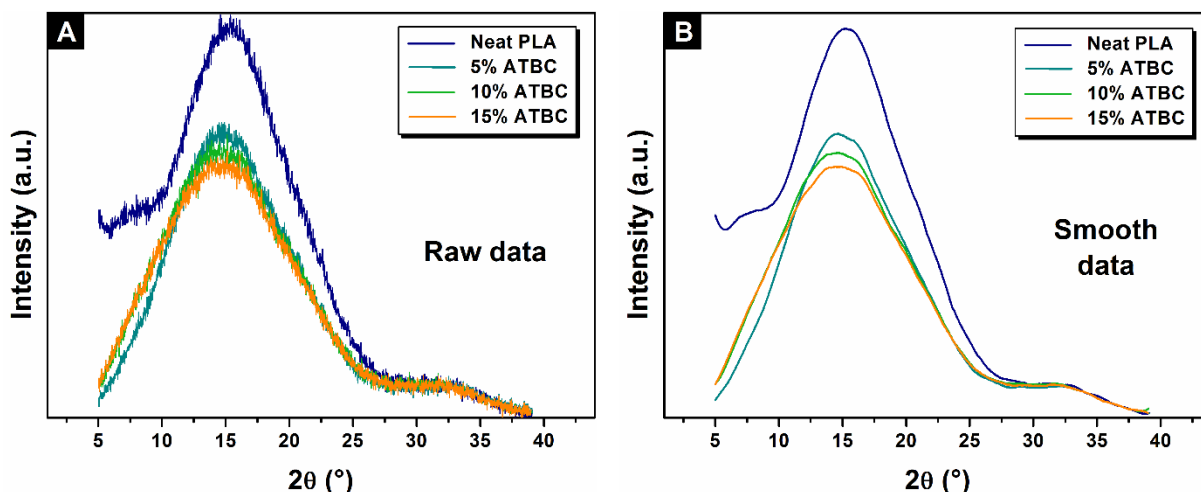 A
Neat PLA
5% ATBC
10% ATBC
15% ATBC
Intensity (a.u.)
Raw data
5 10 15 20 25 30 35 40
2θ (°)
B
Neat PLA
5% ATBC
10% ATBC
15% ATBC
Intensity (a.u.)
Smooth
data
5 10 15 20 25 30 35 40
2θ (°)